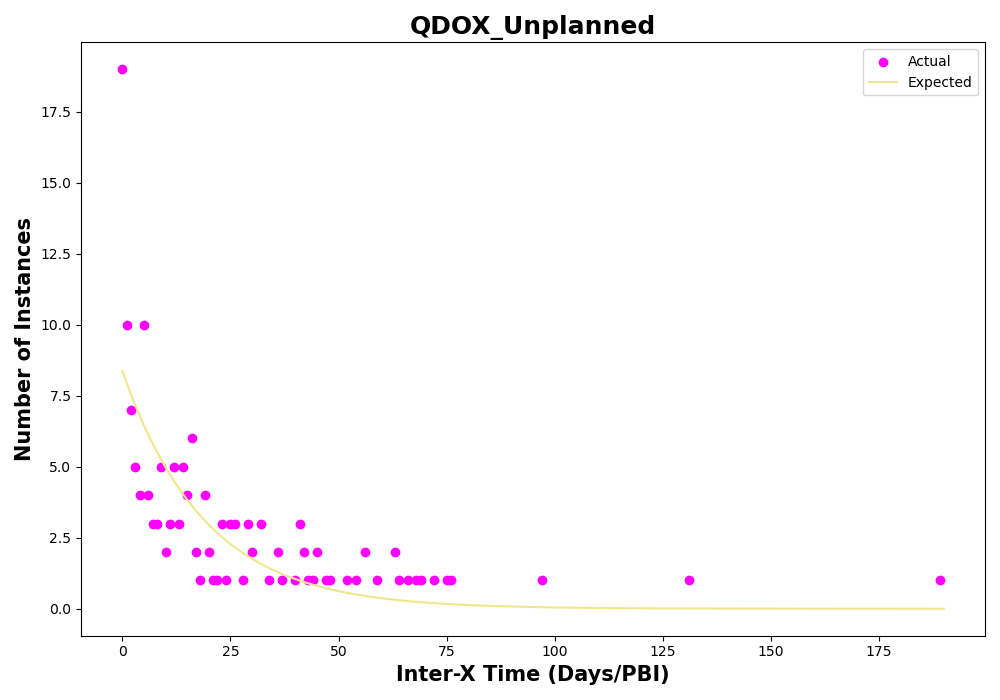 QDOX_Unplanned
Actual
Expected
17.5
15.0
12.5
10.0
7.5
5.0
2.5
0.0
Number of Instances
0 25 50 75 100 125 150 175
Inter-X Time (Days/PBI)